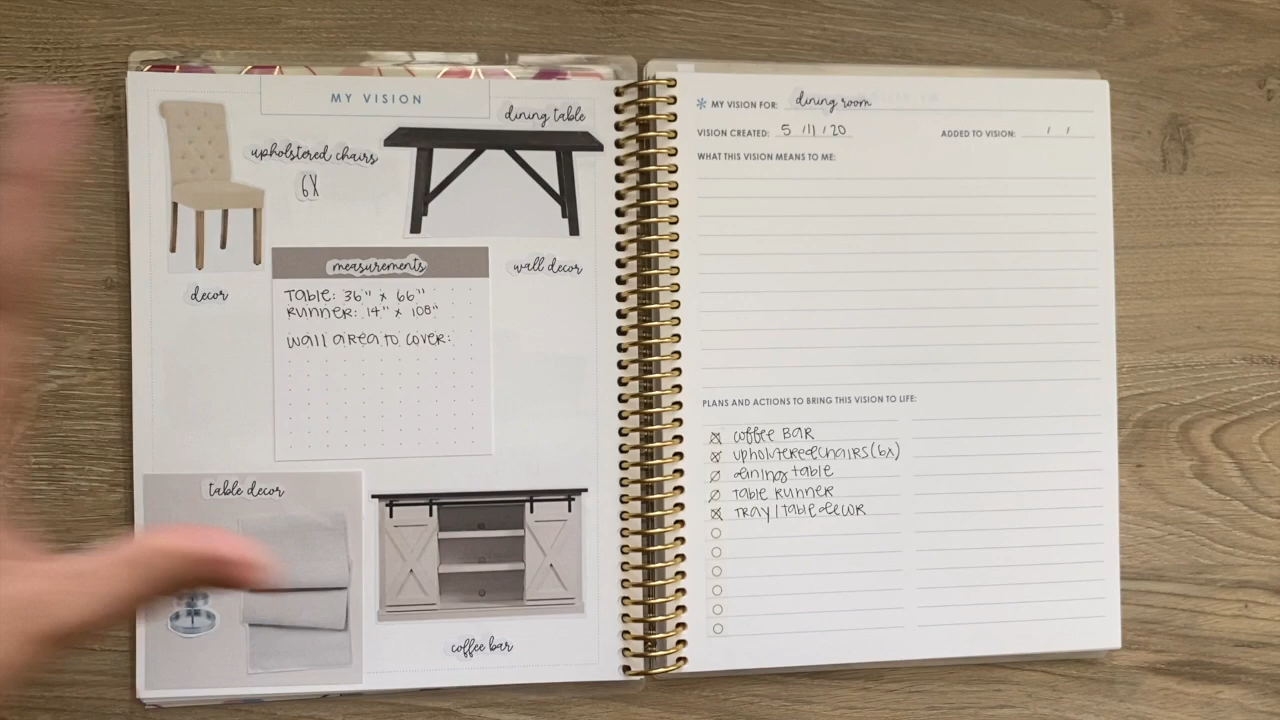 MY VISION
dining table
upholstered chairs
6X
measurements
wall decor
decor
Table: 36" x 66"
Runner: 14" x 108"
wall area to cover:
table decor
coffee bar
MY VISION FOR: dining room
VISION CREATED: 5 /11 / 20 ADDED TO VISION: / /
WHAT THIS VISION MEANS TO ME:
PLANS AND ACTIONS TO BRING THIS VISION TO LIFE:
coffee BAR
upholteredchairs(6x)
dining table
table runner
Tray / table decor